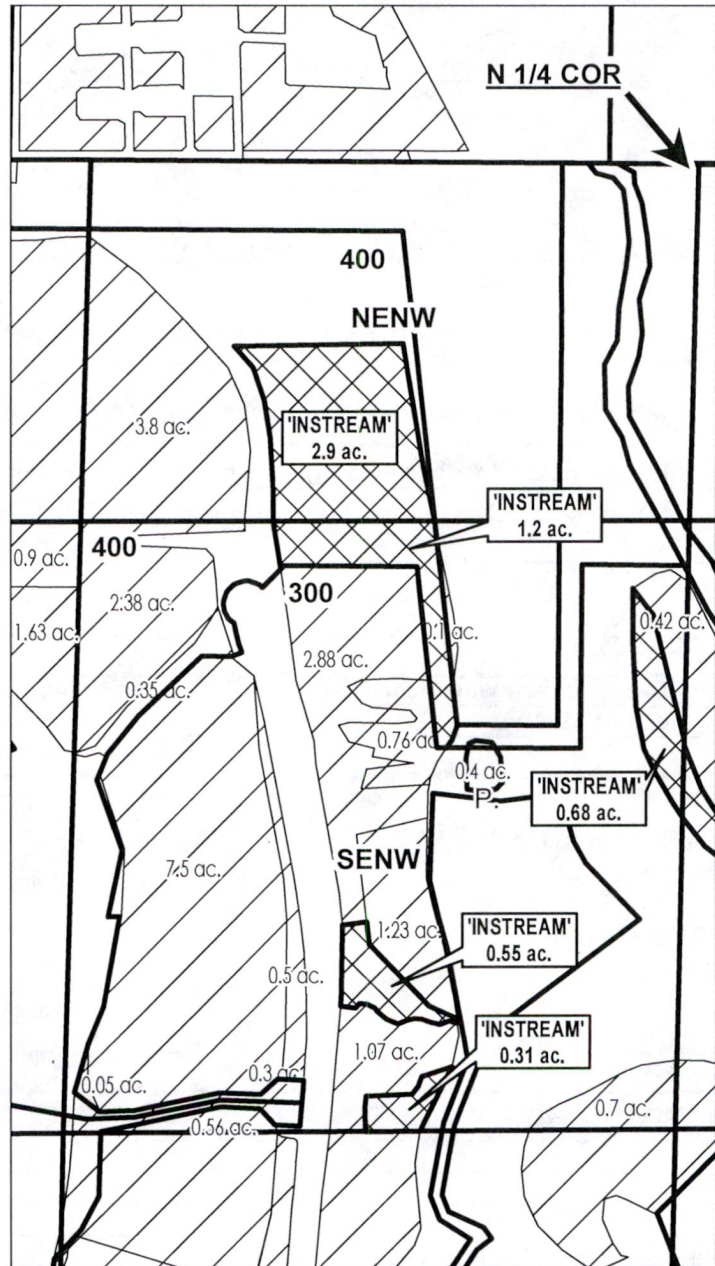 N 1/4 COR
400
NENW
3.8 ac.
'INSTREAM'
2.9 ac.
'INSTREAM'
1.2 ac.
0.9 ac.
400
2.38 ac.
300
0.42 ac.
1.63 ac.
0.1
2.88 ac.
0.35 ac.
0.76 ac
0.4 ac.
P.
'INSTREAM'
0.68 ac.
SENW
7.5 ac.
1.23 ac.
'INSTREAM'
0.55 ac.
0.5 ac.
'INSTREAM'
0.31 ac.
1.07 ac.
0.3 ac.
0.05 ac.
0.7 ac.
0.56 ac.